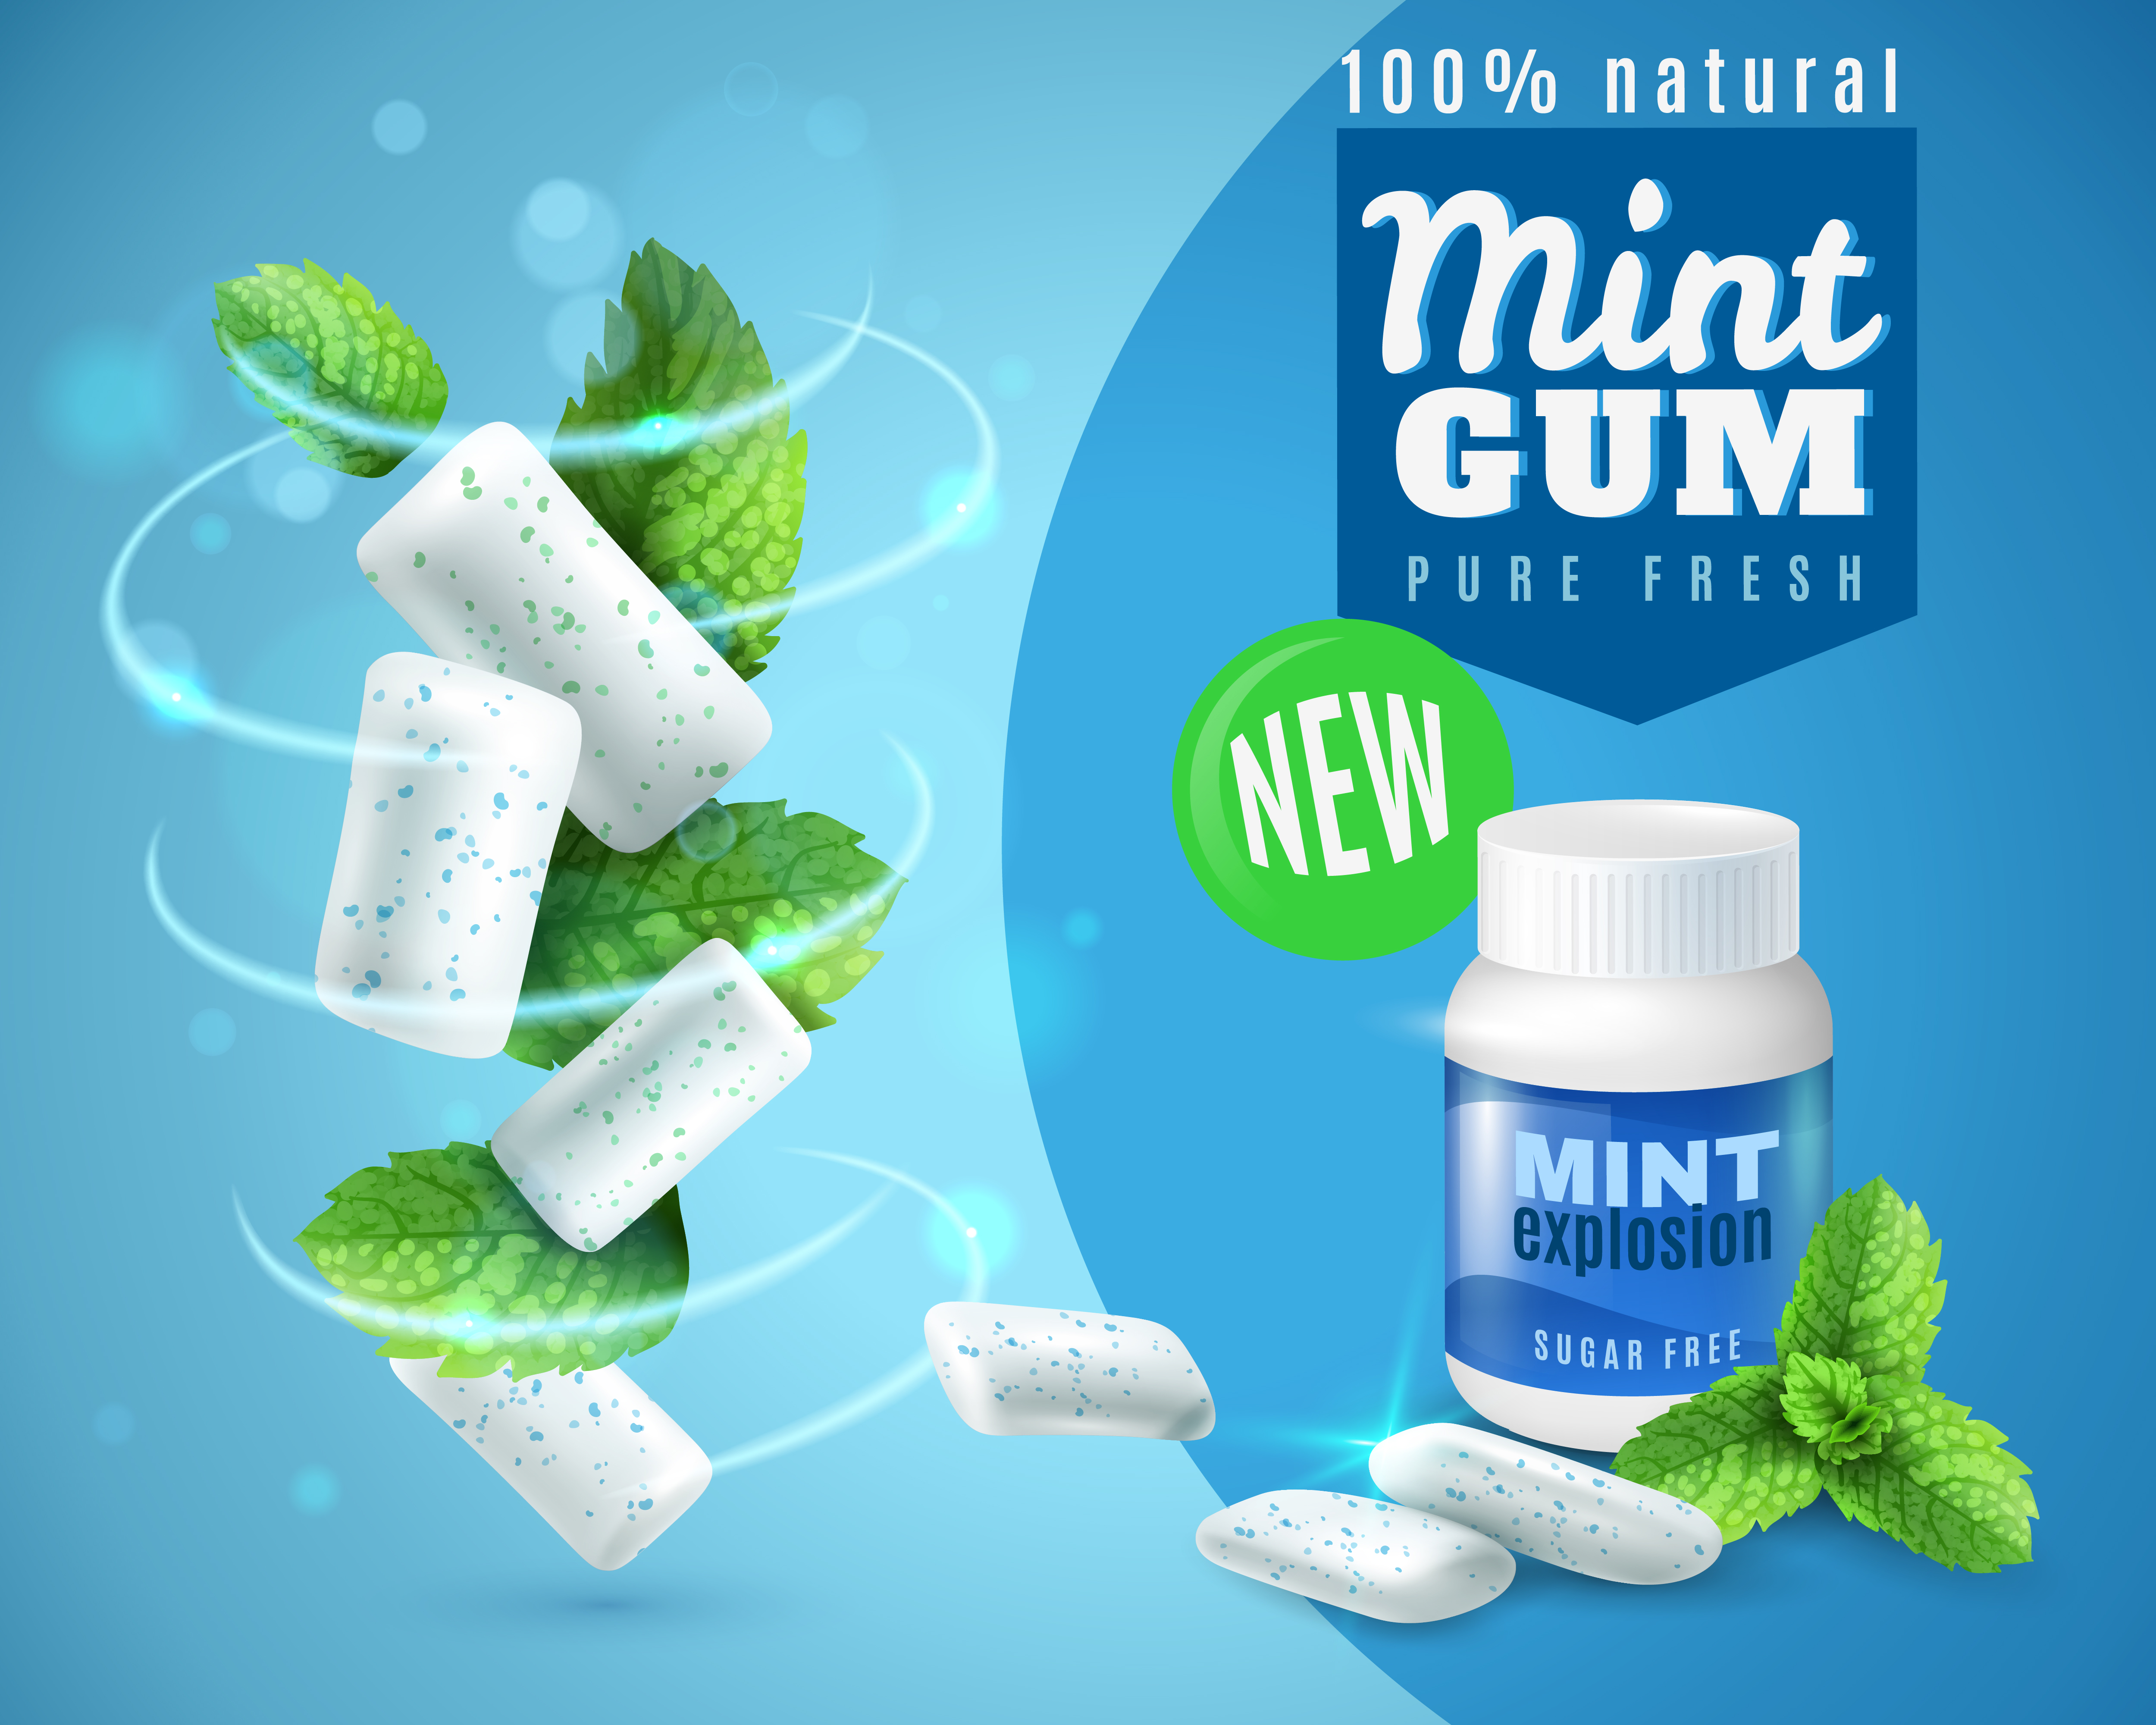 100% natural
Mint
GUM
PURE FRESH
NEW
MINT
explosion
SUGAR FREE